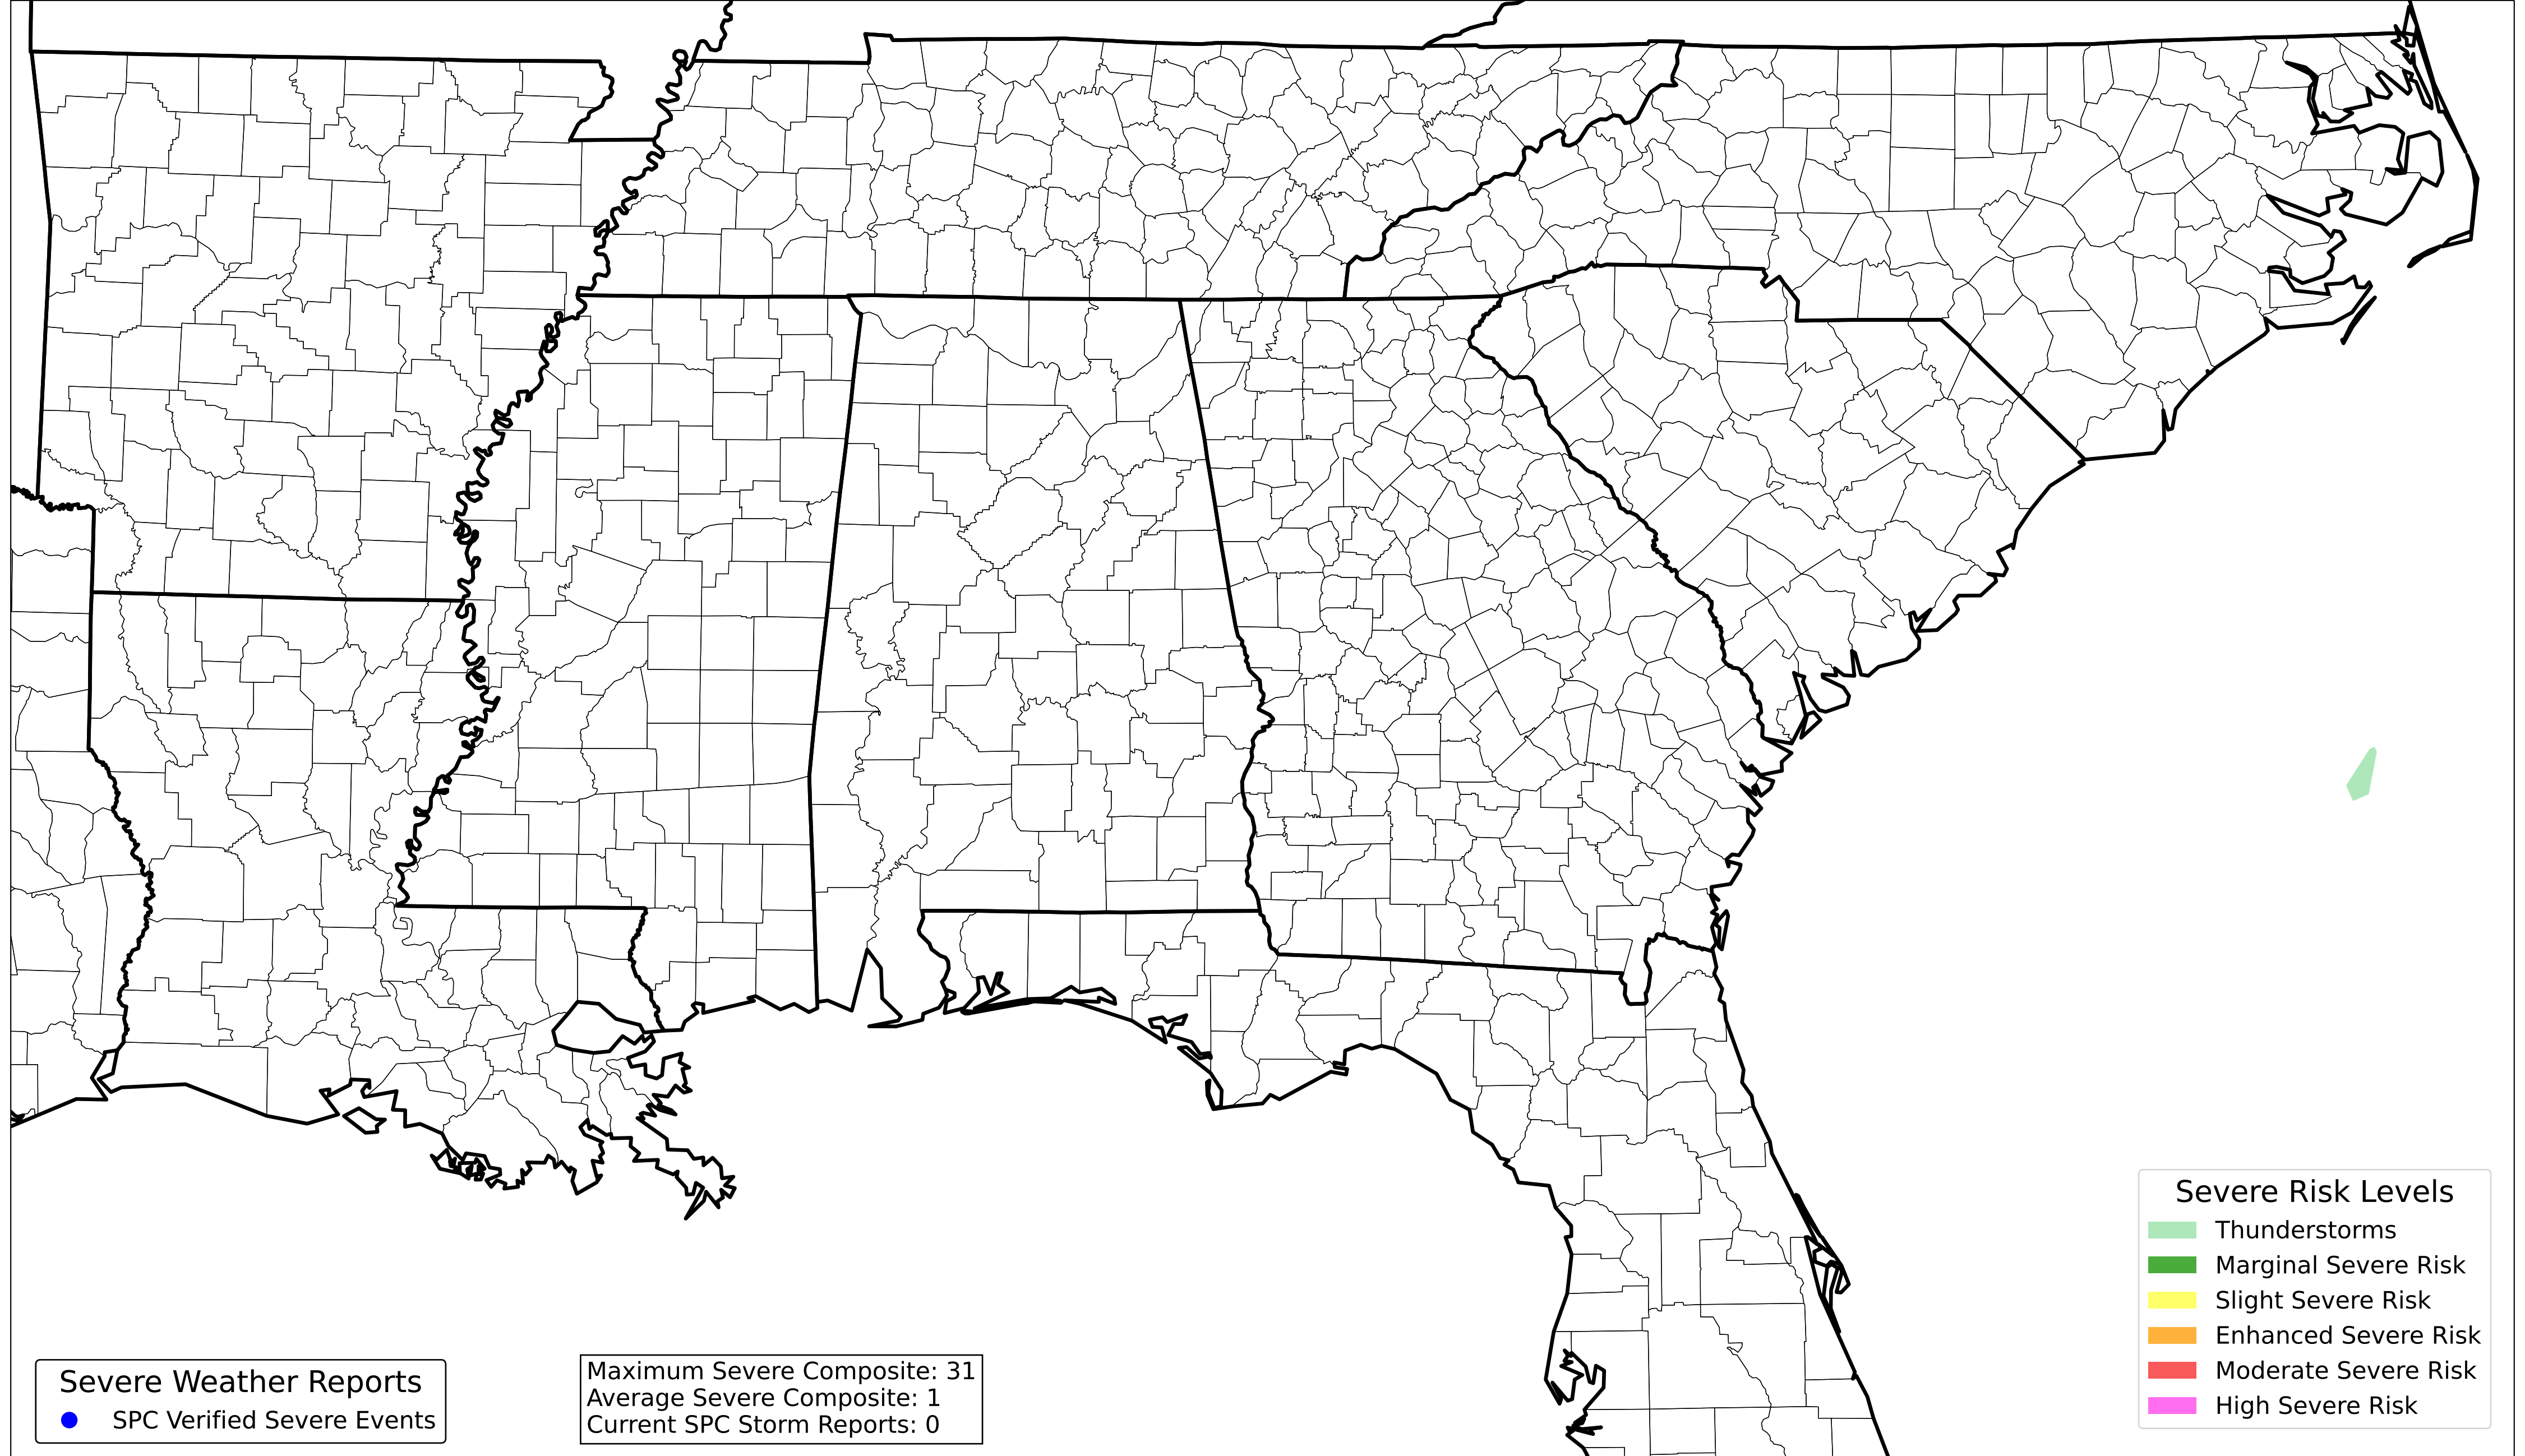 Severe Risk Levels
Thunderstorms
Marginal Severe Risk
Slight Severe Risk
Enhanced Severe Risk
Moderate Severe Risk
High Severe Risk
Severe Weather Reports
SPC Verified Severe Events
Maximum Severe Composite: 31
Average Severe Composite: 1
Current SPC Storm Reports: 0